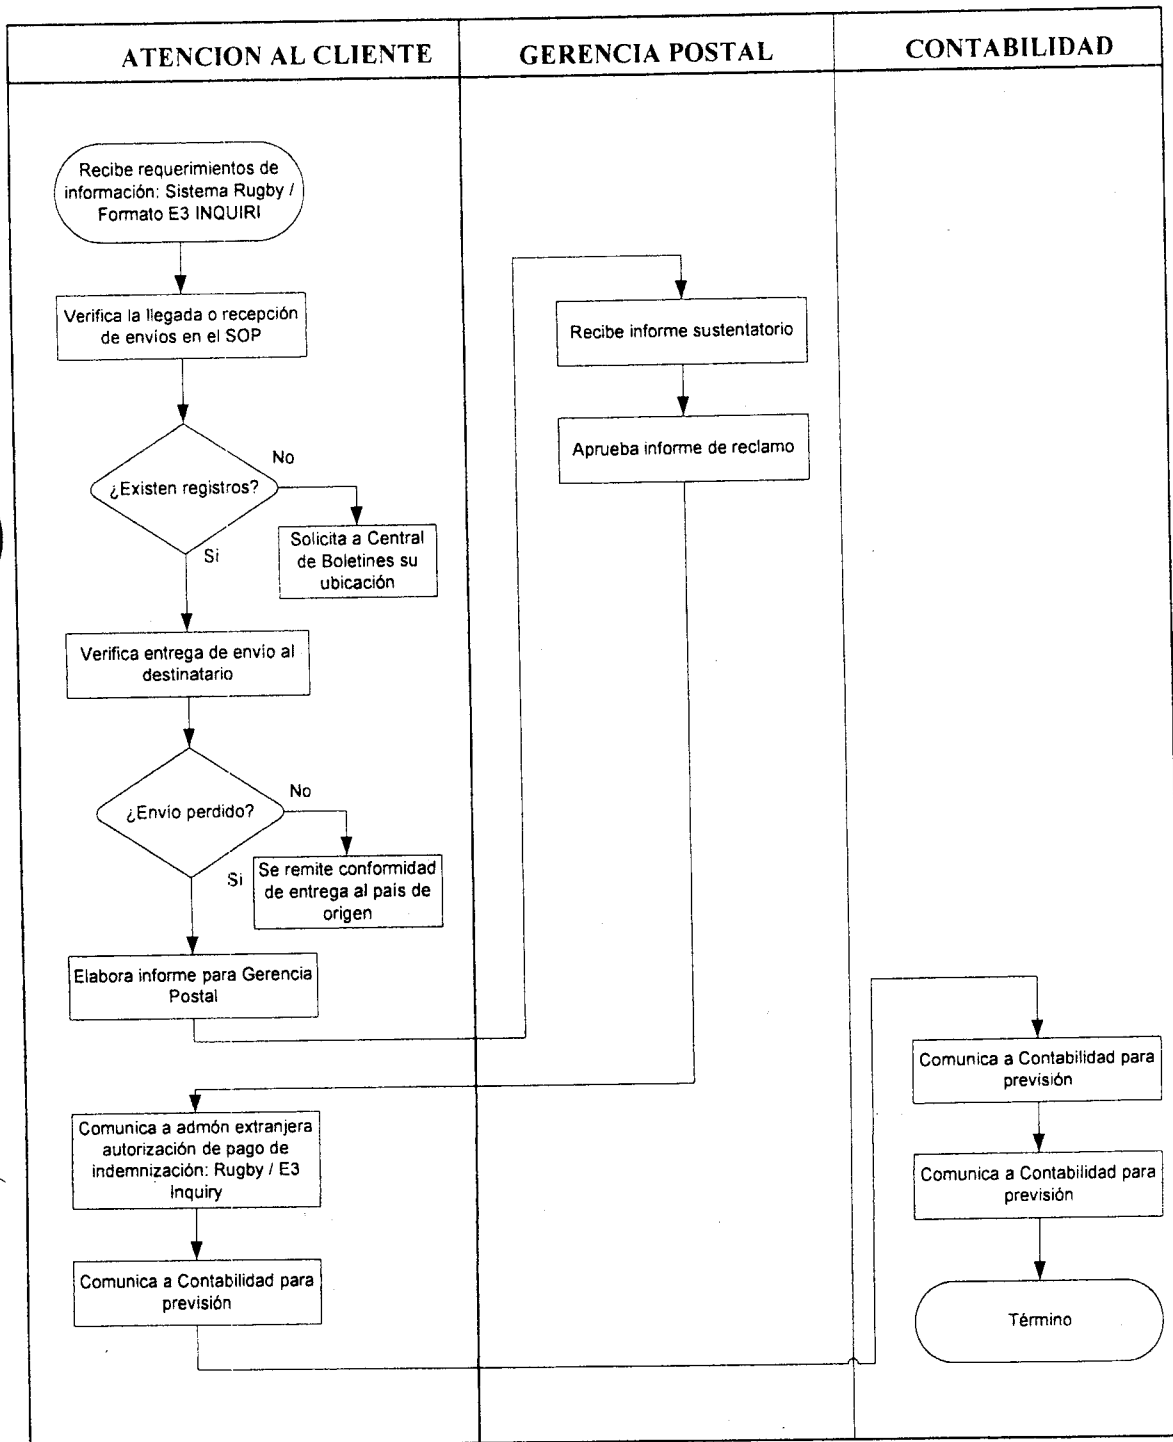 ATENCION AL CLIENTE
GERENCIA POSTAL
CONTABILIDAD
Recibe requerimientos de
información: Sistema Rugby /
Formato E3 INQUIRI
Verifica la llegada o recepción
de envios en el SOP
¿Existen registros?
No
Si
Solicita a Central
de Boletines su
ubicación
Verifica entrega de envio al
destinatario
¿Envio perdido?
No
Si
Se remite conformidad
de entrega al pais de
origen
Elabora informe para Gerencia
Postal
Recibe informe sustentatorio
Aprueba informe de reclamo
Comunica a admón extranjera
autorización de pago de
indemnización: Rugby / E3
Inquiry
Comunica a Contabilidad para
previsión
Comunica a Contabilidad para
previsión
Comunica a Contabilidad para
previsión
Término